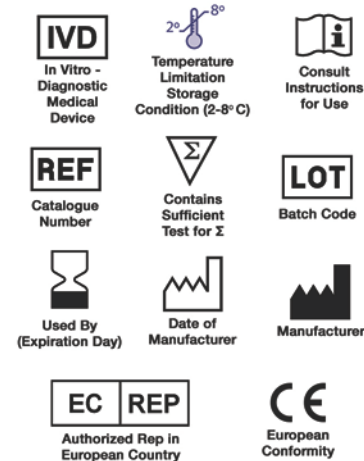 IVD
In Vitro -
Diagnostic
Medical
Device
2° 8°
Temperature
Limitation
Storage
Condition (2-8°C)
i
Consult
Instructions
for Use
REF
Catalogue
Number
Σ
Contains
Sufficient
Test for Σ
LOT
Batch Code
Used By
(Expiration Day)
Date of
Manufacturer
Manufacturer
EC REP
Authorized Rep in
European Country
CE
European
Conformity